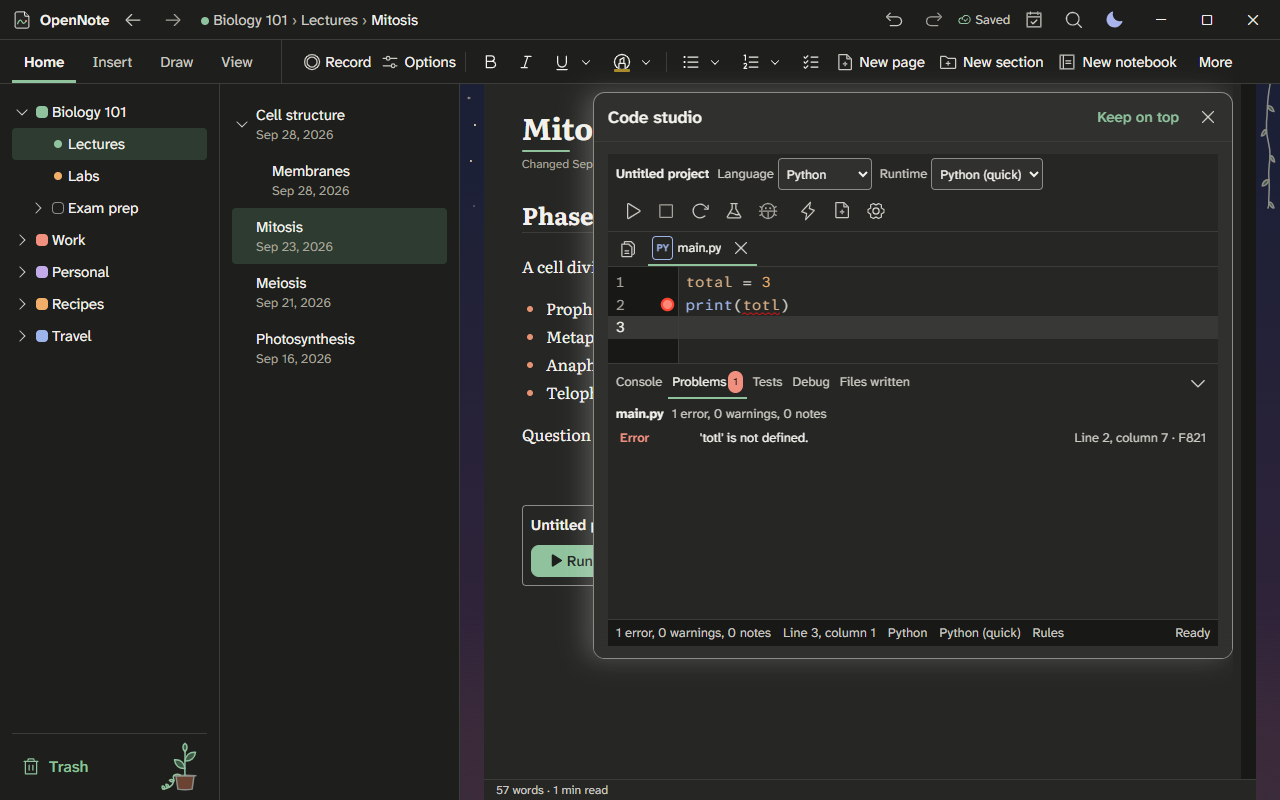 OpenNote
Biology 101 › Lectures › Mitosis
Saved
Home Insert Draw View Record Options B I U A New page New section New notebook More
Biology 101
Lectures
Labs
Exam prep
Work
Personal
Recipes
Travel
Trash
Cell structure
Sep 28, 2026
Membranes
Sep 28, 2026
Mitosis
Sep 23, 2026
Meiosis
Sep 21, 2026
Photosynthesis
Sep 16, 2026
Mito
Changed Sep
Phase
A cell divi
Proph
Metap
Anaph
Teloph
Question
Untitled p
Run
57 words · 1 min read
Code studio
Keep on top
Untitled project Language Python Runtime Python (quick)
PY main.py
1 total = 3
2 print(totl)
3
Console Problems 1 Tests Debug Files written
main.py 1 error, 0 warnings, 0 notes
Error 'totl' is not defined. Line 2, column 7 · F821
1 error, 0 warnings, 0 notes Line 3, column 1 Python Python (quick) Rules Ready